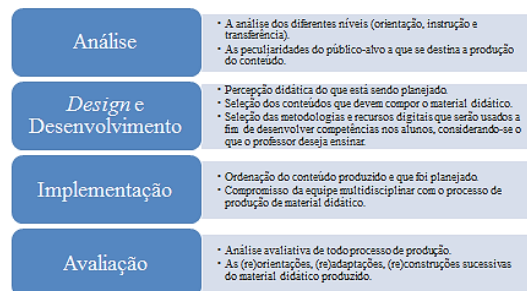 Análise
• A análise dos diferentes níveis (orientação, instrução e
transferência).
• As peculiaridades do público-alvo a que se destina a produção
do conteúdo.
Design e
Desenvolvimento
• Percepção didática do que está sendo planejado.
• Seleção dos conteúdos que devem compor o material didático.
• Seleção das metodologias e recursos digitais que serão usados a
fim de desenvolver competências nos alunos, considerando-se o
que o professor deseja ensinar.
Implementação
• Ordenação do conteúdo produzido e que foi planejado.
• Compromisso da equipe multidisciplinar com o processo de
produção de material didático.
Avaliação
• Análise avaliativa de todo processo de produção.
• As (re)orientações, (re)adaptações, (re)construções sucessivas
do material didático produzido.